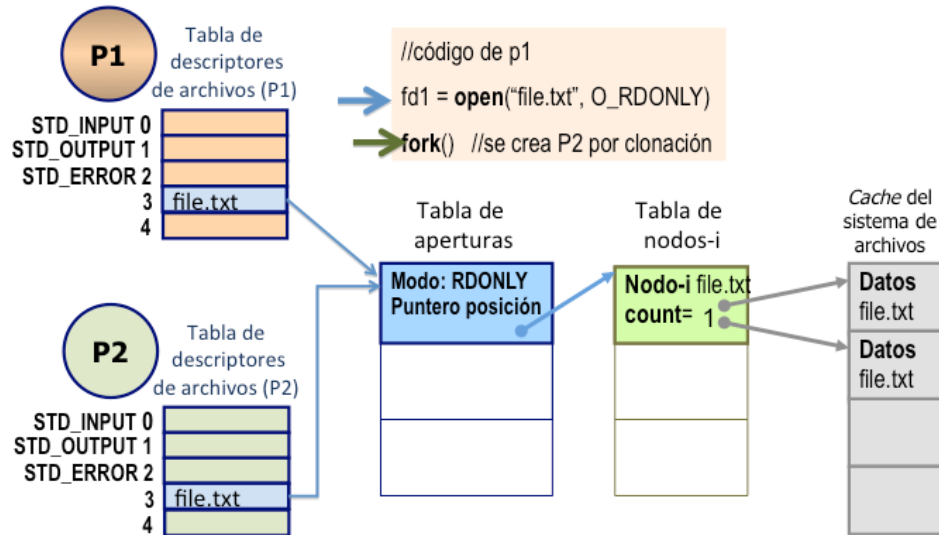 P1
Tabla de
descriptores
de archivos (P1)
STD_INPUT 0
STD_OUTPUT 1
STD_ERROR 2
3 file.txt
4
//código de p1
fd1 = open(“file.txt”, O_RDONLY)
fork() //se crea P2 por clonación
Tabla de
aperturas
Modo: RDONLY
Puntero posición
Tabla de
nodos-i
Nodo-i file.txt
count= 1
Cache del
sistema de
archivos
Datos
file.txt
Datos
file.txt
P2
Tabla de
descriptores
de archivos (P2)
STD_INPUT 0
STD_OUTPUT 1
STD_ERROR 2
3 file.txt
4